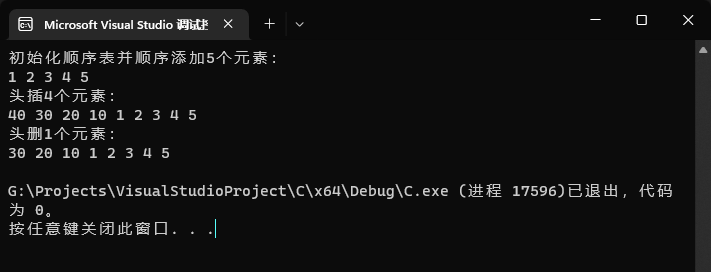 Microsoft Visual Studio 调试
初始化顺序表并顺序添加5个元素:
1 2 3 4 5
头插4个元素:
40 30 20 10 1 2 3 4 5
头删1个元素:
30 20 10 1 2 3 4 5
G:\Projects\VisualStudioProject\C\x64\Debug\C.exe (进程 17596)已退出,代码
为 0。
按任意键关闭此窗口. . .